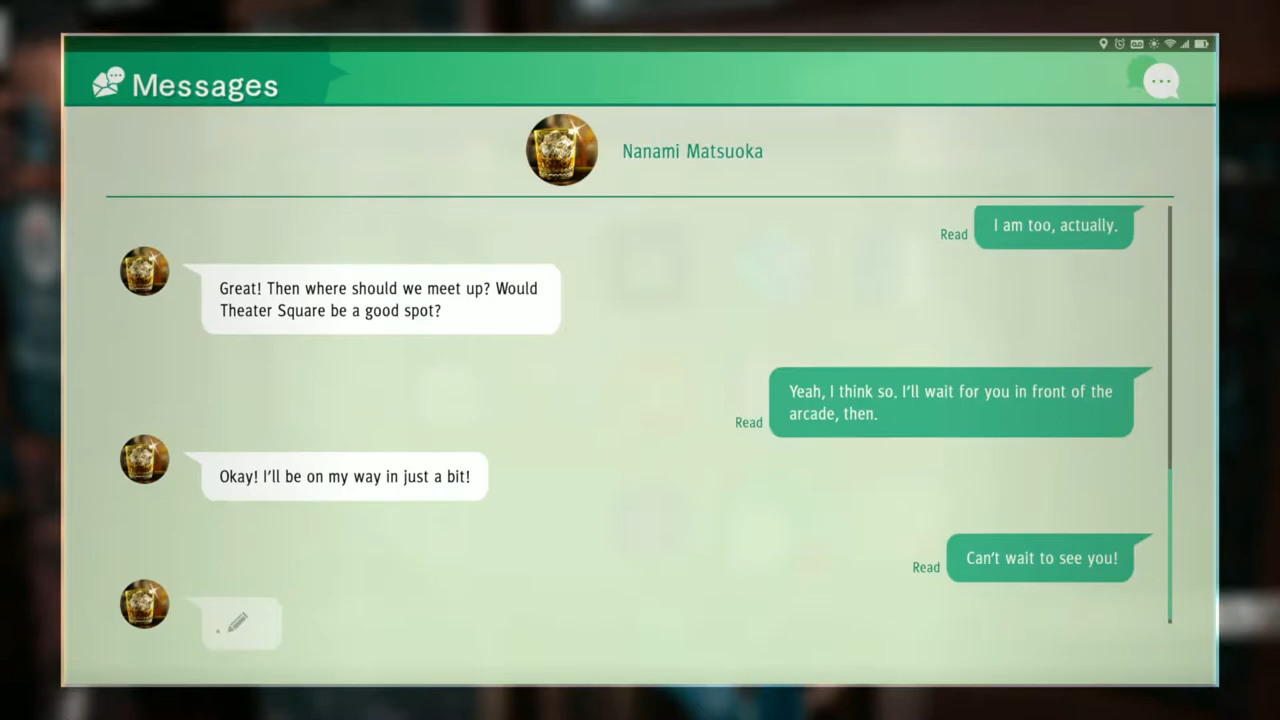 Messages
Nanami Matsuoka
I am too, actually.
Read
Great! Then where should we meet up? Would
Theater Square be a good spot?
Yeah, I think so. I'll wait for you in front of the
arcade, then.
Read
Okay! I'll be on my way in just a bit!
Can't wait to see you!
Read